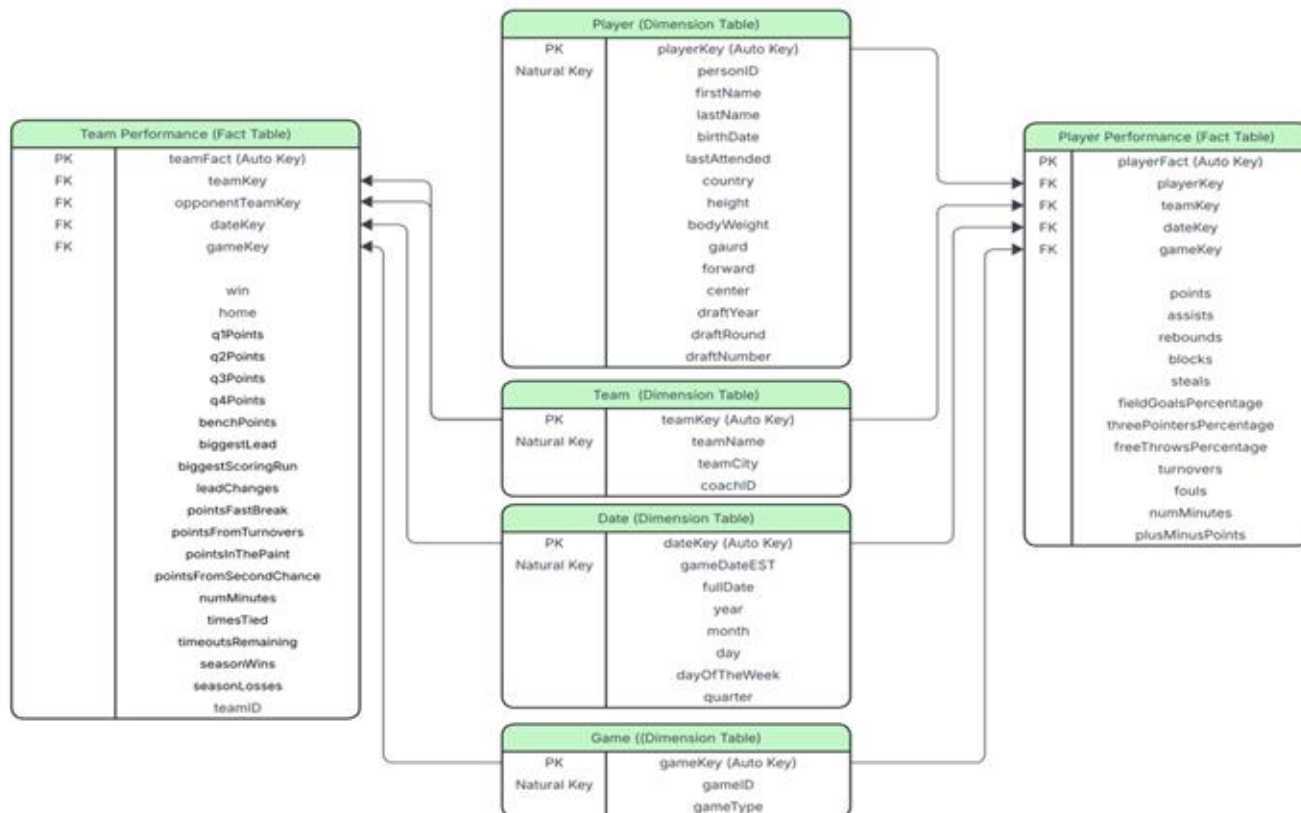 Team Performance (Fact Table)
PK teamFact (Auto Key)
FK teamKey
FK opponentTeamKey
FK dateKey
FK gameKey
win
home
q1Points
q2Points
q3Points
q4Points
benchPoints
biggestLead
biggestScoringRun
leadChanges
pointsFastBreak
pointsFromTurnovers
pointsInThePaint
pointsFromSecondChance
numMinutes
timesTied
timeoutsRemaining
seasonWins
seasonLosses
teamID
Player (Dimension Table)
PK playerKey (Auto Key)
Natural Key personID
firstName
lastName
birthDate
lastAttended
country
height
bodyWeight
gaurd
forward
center
draftYear
draftRound
draftNumber
Team (Dimension Table)
PK teamKey (Auto Key)
Natural Key teamName
teamCity
coachID
Date (Dimension Table)
PK dateKey (Auto Key)
Natural Key gameDateEST
fullDate
year
month
day
dayOfTheWeek
quarter
Game ((Dimension Table)
PK gameKey (Auto Key)
Natural Key gameID
gameType
Player Performance (Fact Table)
PK playerFact (Auto Key)
FK playerKey
FK teamKey
FK dateKey
FK gameKey
points
assists
rebounds
blocks
steals
fieldGoalsPercentage
threePointersPercentage
freeThrowsPercentage
turnovers
fouls
numMinutes
plusMinusPoints